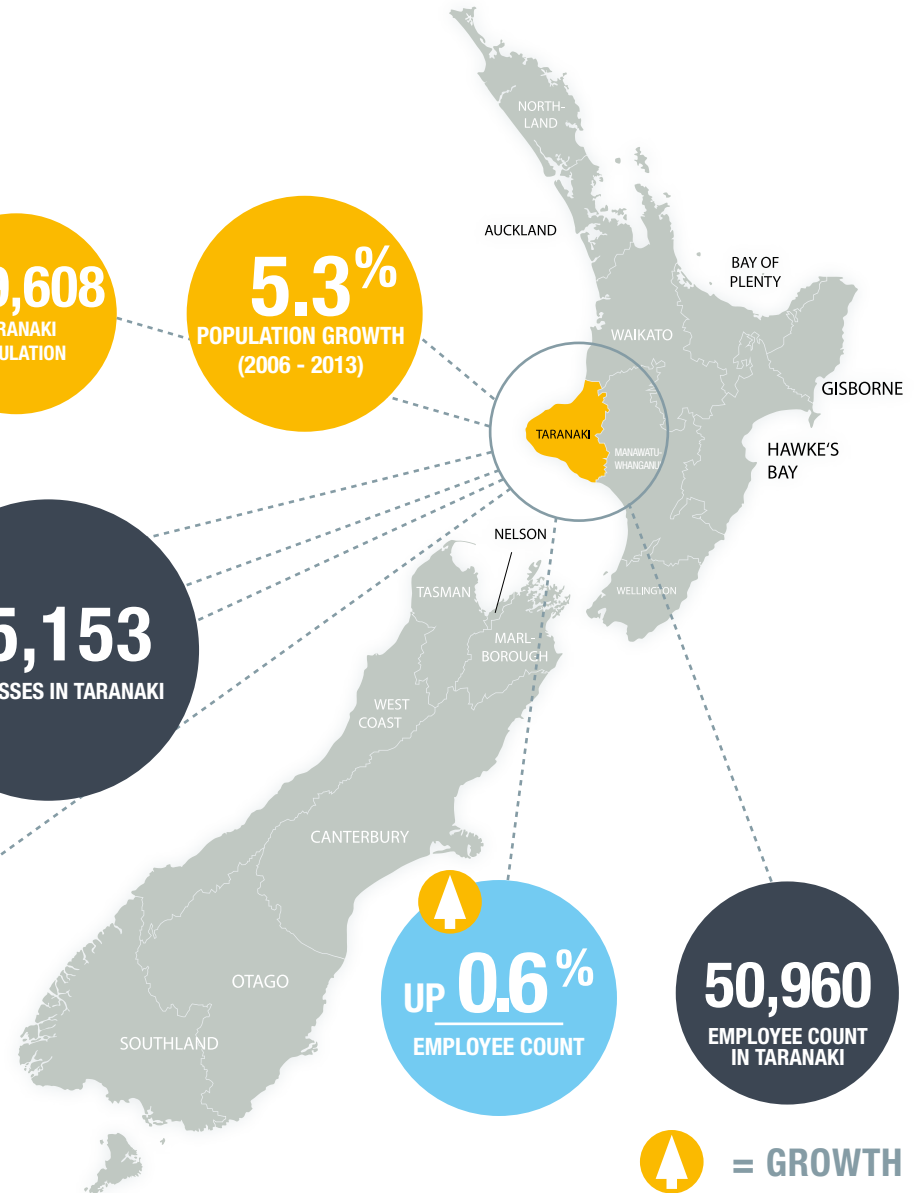 NORTH-
LAND
AUCKLAND
BAY OF
PLENTY
WAIKATO
GISBORNE
TARANAKI
MANAWATU-
WHANGANUI
HAWKE'S
BAY
WELLINGTON
NELSON
TASMAN
MARL-
BOROUGH
WEST
COAST
CANTERBURY
OTAGO
SOUTHLAND
9,608
RANAKI
ULATION
5.3%
POPULATION GROWTH
(2006 - 2013)
5,153
SSES IN TARANAKI
UP 0.6%
EMPLOYEE COUNT
50,960
EMPLOYEE COUNT
IN TARANAKI
= GROWTH